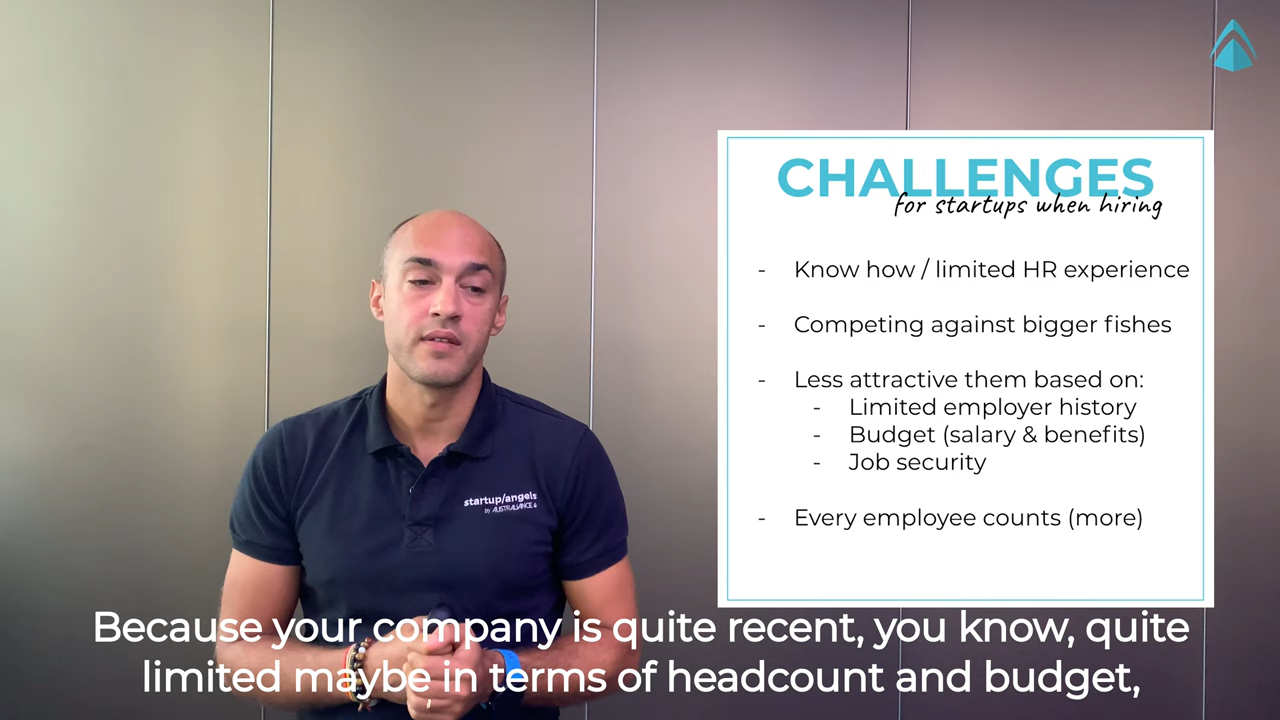 CHALLENGES
for startups when hiring
- Know how / limited HR experience
- Competing against bigger fishes
- Less attractive them based on:
- Limited employer history
- Budget (salary & benefits)
- Job security
- Every employee counts (more)
startup/angels
by AUSTRALIANCE
Because your company is quite recent, you know, quite
limited maybe in terms of headcount and budget,